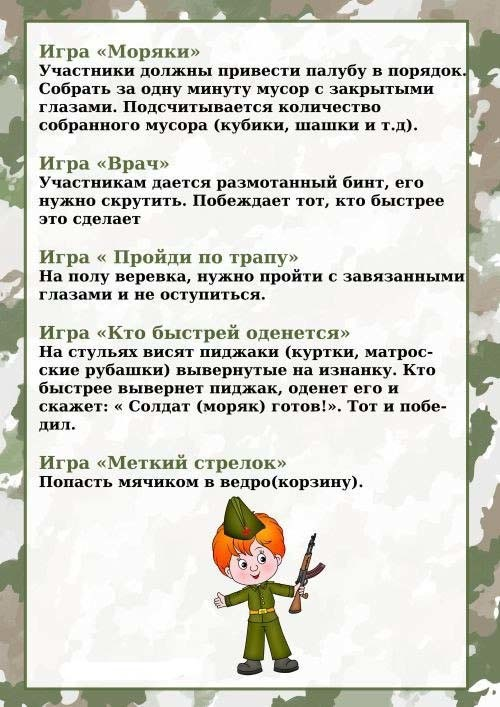 Игра «Моряки»
Участники должны привести палубу в порядок.
Собрать за одну минуту мусор с закрытыми
глазами. Подсчитывается количество
собранного мусора (кубики, шашки и т.д).
Игра «Врач»
Участникам дается размотанный бинт, его
нужно скрутить. Побеждает тот, кто быстрее
это сделает
Игра « Пройди по трапу»
На полу веревка, нужно пройти с завязанными
глазами и не оступиться.
Игра «Кто быстрей оденется»
На стульях висят пиджаки (куртки, матрос-
ские рубашки) вывернутые на изнанку. Кто
быстрее вывернет пиджак, оденет его и
скажет: « Солдат (моряк) готов!». Тот и побе-
дил.
Игра «Меткий стрелок»
Попасть мячиком в ведро(корзину).